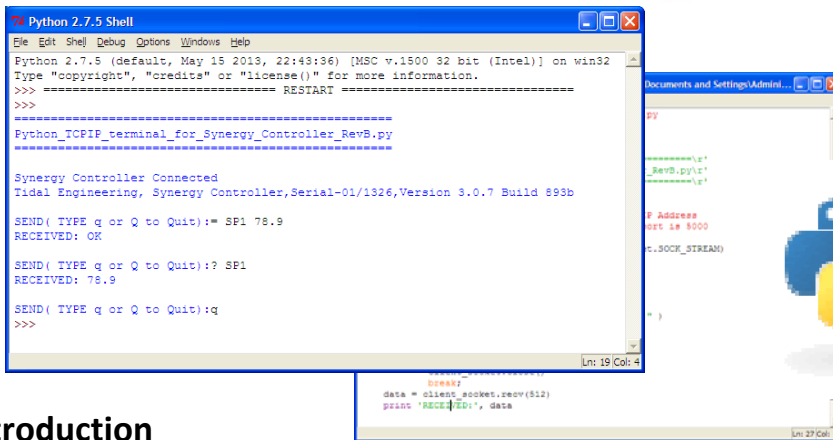 Python 2.7.5 Shell
File Edit Shell Debug Options Windows Help
Python 2.7.5 (default, May 15 2013, 22:43:36) [MSC v.1500 32 bit (Intel)] on win32
Type "copyright", "credits" or "license()" for more information.
>>> ================================ RESTART ================================
>>>
====================================================
Python_TCPIP_terminal_for_Synergy_Controller_RevB.py
====================================================
Synergy Controller Connected
Tidal Engineering, Synergy Controller,Serial-01/1326,Version 3.0.7 Build 893b
SEND( TYPE q or Q to Quit):= SP1 78.9
RECEIVED: OK
SEND( TYPE q or Q to Quit):? SP1
RECEIVED: 78.9
SEND( TYPE q or Q to Quit):q
>>>
Ln: 19 Col: 4
Documents and Settings\Admini...
py
========\r'
_RevB.py\r'
========\r'
P Address
ort is 5000
t.SOCK_STREAM)
" )
break;
data = client_socket.recv(512)
print 'RECEIVED:', data
Ln: 27 Col:
troduction